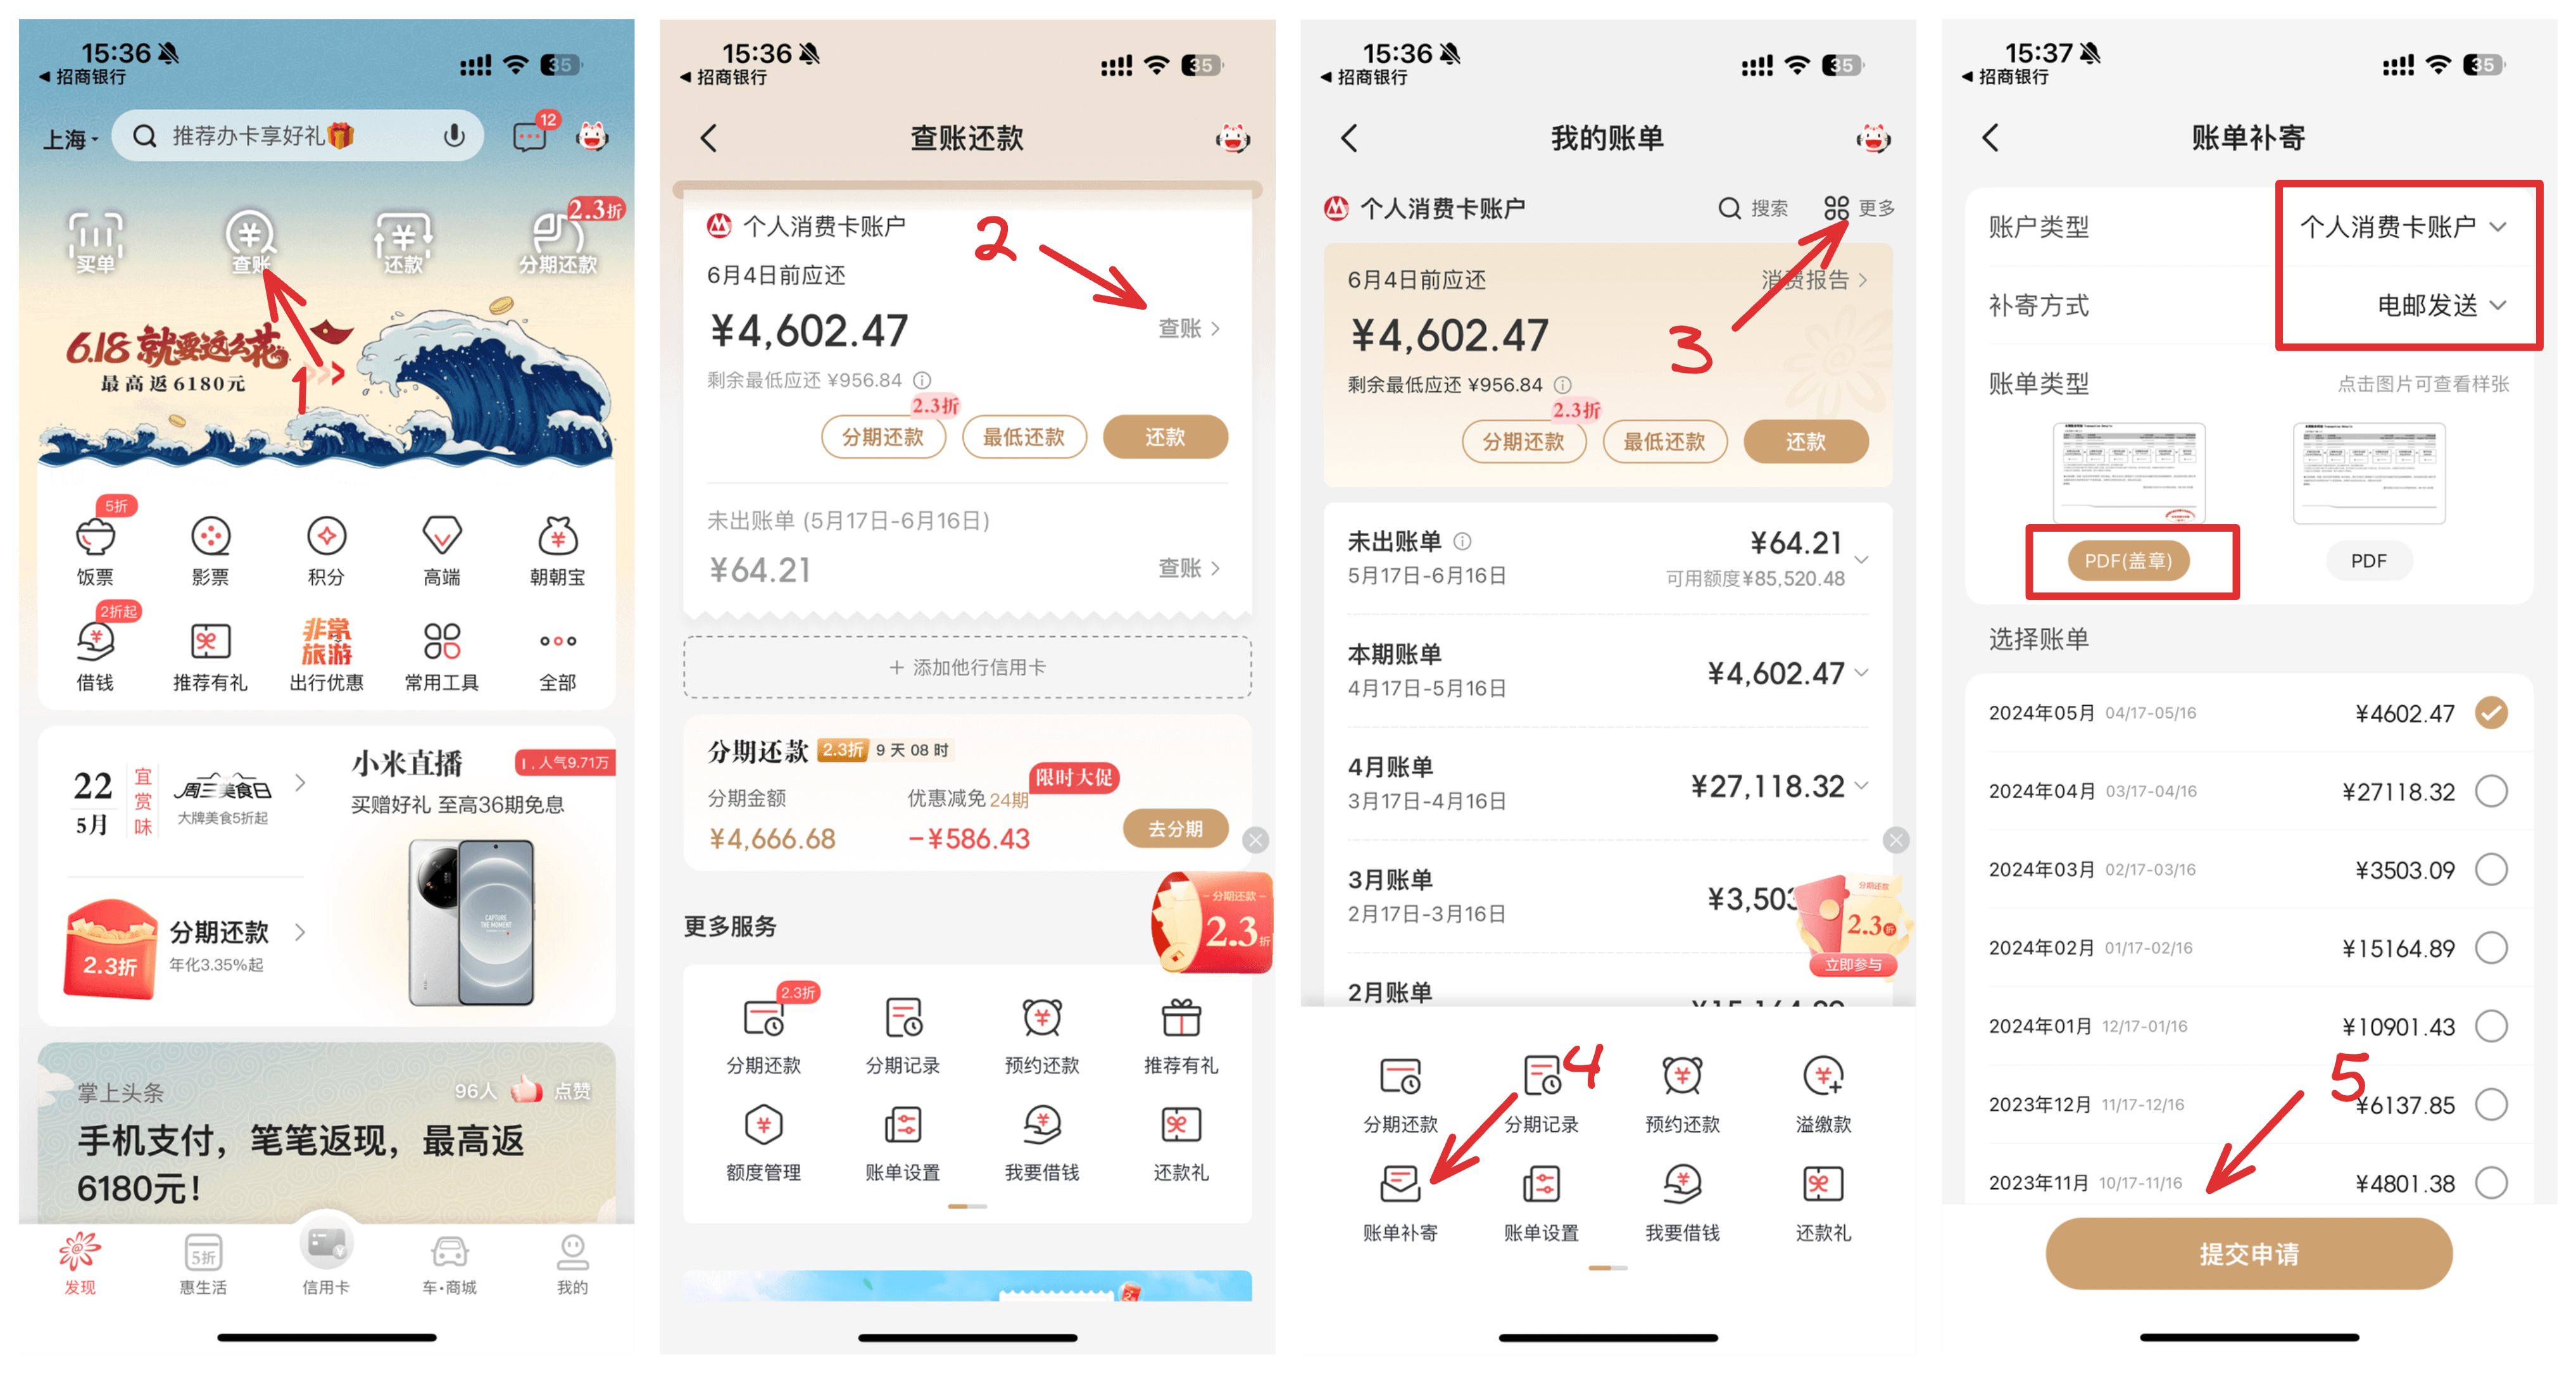 15:36
招商银行
35
上海
推荐办卡享好礼
12
买单
查账
还款
2.3折
分期还款
6.18就要这么花
最高返6180元
1
5折
饭票
影票
积分
高端
朝朝宝
2折起
借钱
推荐有礼
非常旅游
出行优惠
常用工具
全部
22
5月
宜赏味
周三美食日
大牌美食5折起
小米直播
人气9.71万
买赠好礼 至高36期免息
CAPTURE
THE MOMENT
2.3折
分期还款
年化3.35%起
掌上头条
96人
点赞
手机支付，笔笔返现，最高返
6180元！
发现
5折
惠生活
信用卡
车·商城
我的
15:36
招商银行
35
查账还款
个人消费卡账户
2
6月4日前应还
¥4,602.47
查账
剩余最低应还 ¥956.84
2.3折
分期还款
最低还款
还款
未出账单 (5月17日-6月16日)
¥64.21
查账
+ 添加他行信用卡
分期还款
2.3折
9 天 08 时
分期金额
优惠减免 24期
限时大促
¥4,666.68
-¥586.43
去分期
更多服务
分期还款
2.3折
2.3折
分期还款
分期记录
预约还款
推荐有礼
额度管理
账单设置
我要借钱
还款礼
15:36
招商银行
35
我的账单
个人消费卡账户
搜索
更多
6月4日前应还
消费报告
¥4,602.47
3
剩余最低应还 ¥956.84
2.3折
分期还款
最低还款
还款
未出账单
¥64.21
5月17日-6月16日
可用额度¥85,520.48
本期账单
¥4,602.47
4月17日-5月16日
4月账单
¥27,118.32
3月17日-4月16日
3月账单
¥3,503
2月17日-3月16日
分期还款
2.3折
立即参与
2月账单
¥15,164.89
分期还款
分期记录
4
预约还款
溢缴款
账单补寄
账单设置
我要借钱
还款礼
15:37
招商银行
35
账单补寄
账户类型
个人消费卡账户
补寄方式
电邮发送
账单类型
点击图片可查看样张
PDF(盖章)
PDF
选择账单
2024年05月 04/17-05/16 ¥4602.47
2024年04月 03/17-04/16 ¥27118.32
2024年03月 02/17-03/16 ¥3503.09
2024年02月 01/17-02/16 ¥15164.89
2024年01月 12/17-01/16 ¥10901.43
5
2023年12月 11/17-12/16 ¥6137.85
2023年11月 10/17-11/16 ¥4801.38
提交申请